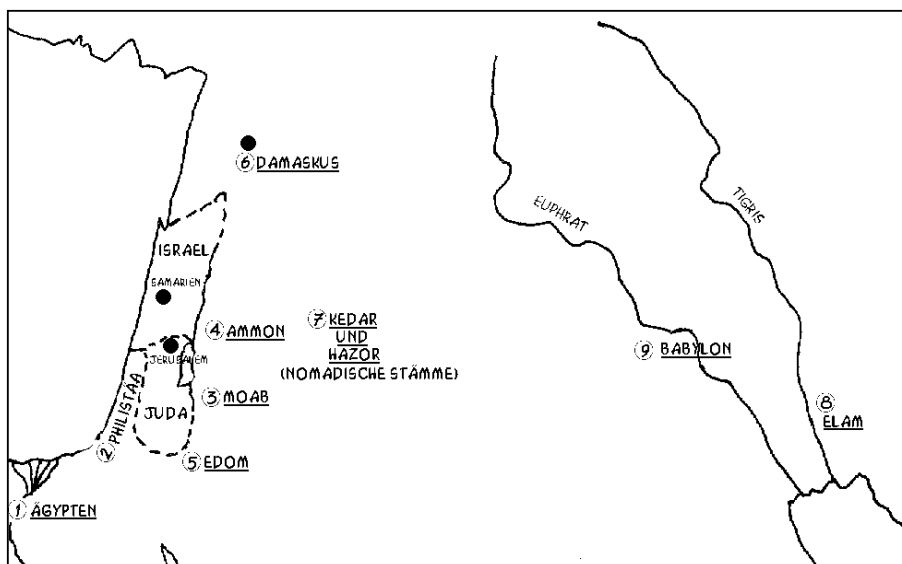 ⑥ DAMASKUS
EUPHRAT
TIGRIS
ISRAEL
SAMARIEN
④ AMMON
⑦ KEDAR
UND
HAZOR
(NOMADISCHE STÄMME)
JERUSALEM
⑨ BABYLON
③ MOAB
② PHILISTÄA
JUDA
⑧
ELAM
⑤ EDOM
① ÄGYPTEN